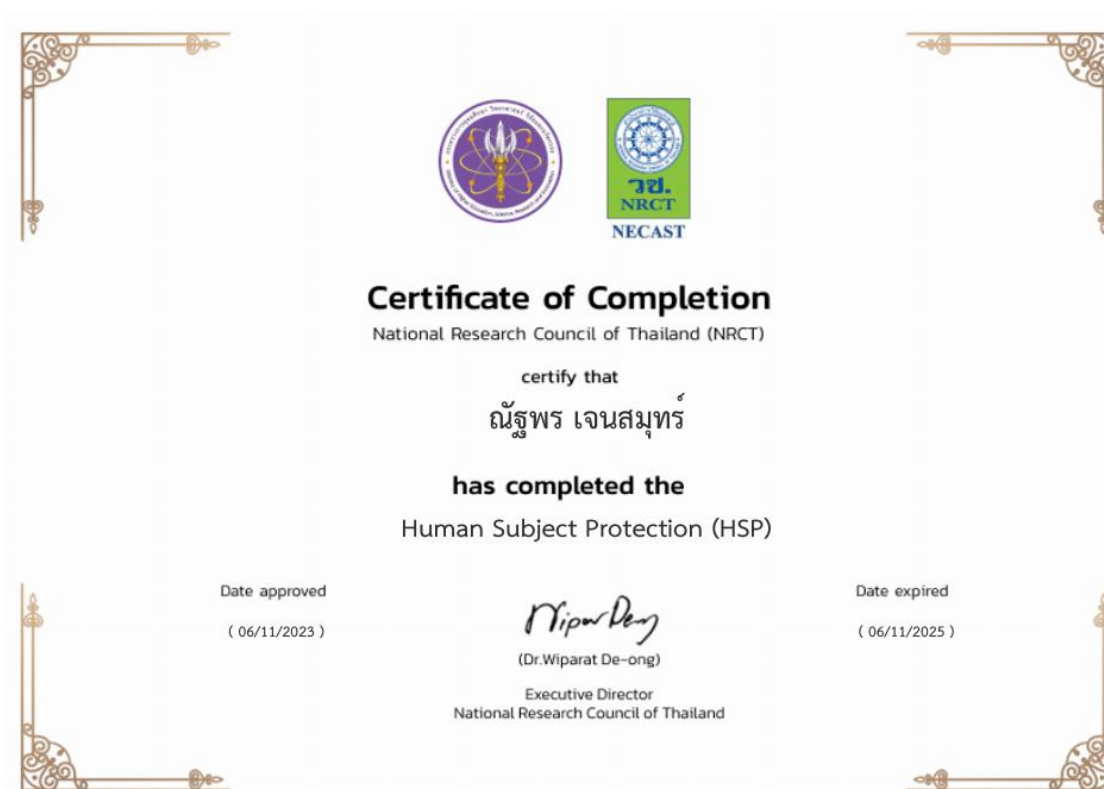 วช.
NRCT
NECAST
Certificate of Completion
National Research Council of Thailand (NRCT)
certify that
ณัฐพร เจนสมุทร์
has completed the
Human Subject Protection (HSP)
Date approved
Date expired
( 06/11/2023 )
( 06/11/2025 )
(Dr.Wiparat De-ong)
Executive Director
National Research Council of Thailand